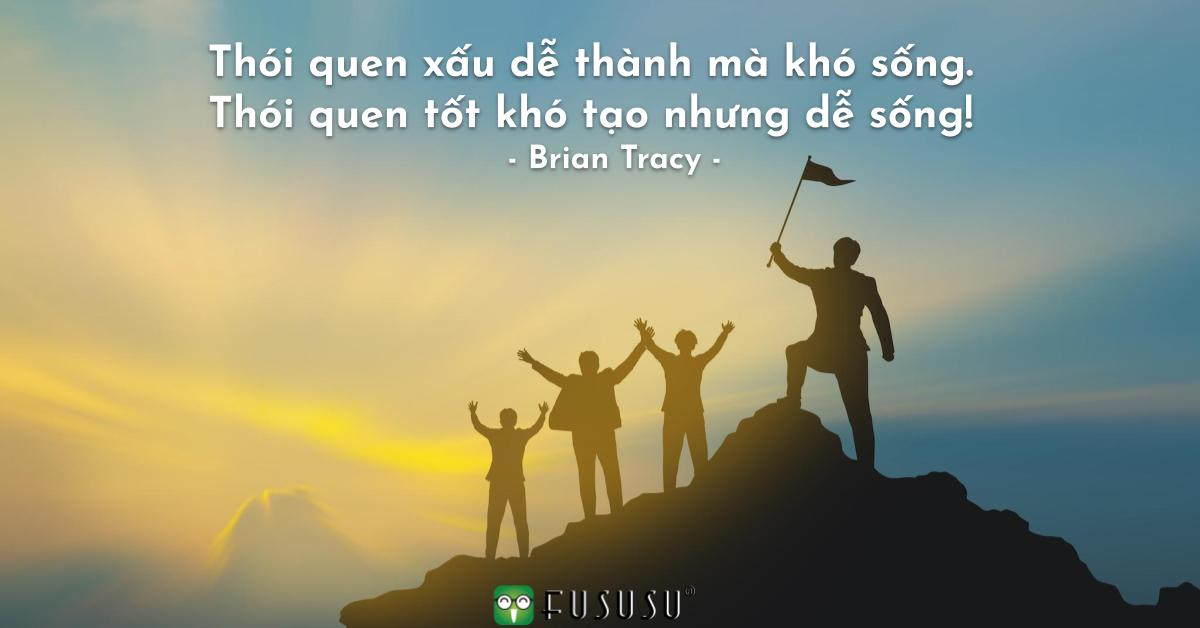 Thói quen xấu dễ thành mà khó sống.
Thói quen tốt khó tạo nhưng dễ sống!
- Brian Tracy -
FUSUSU